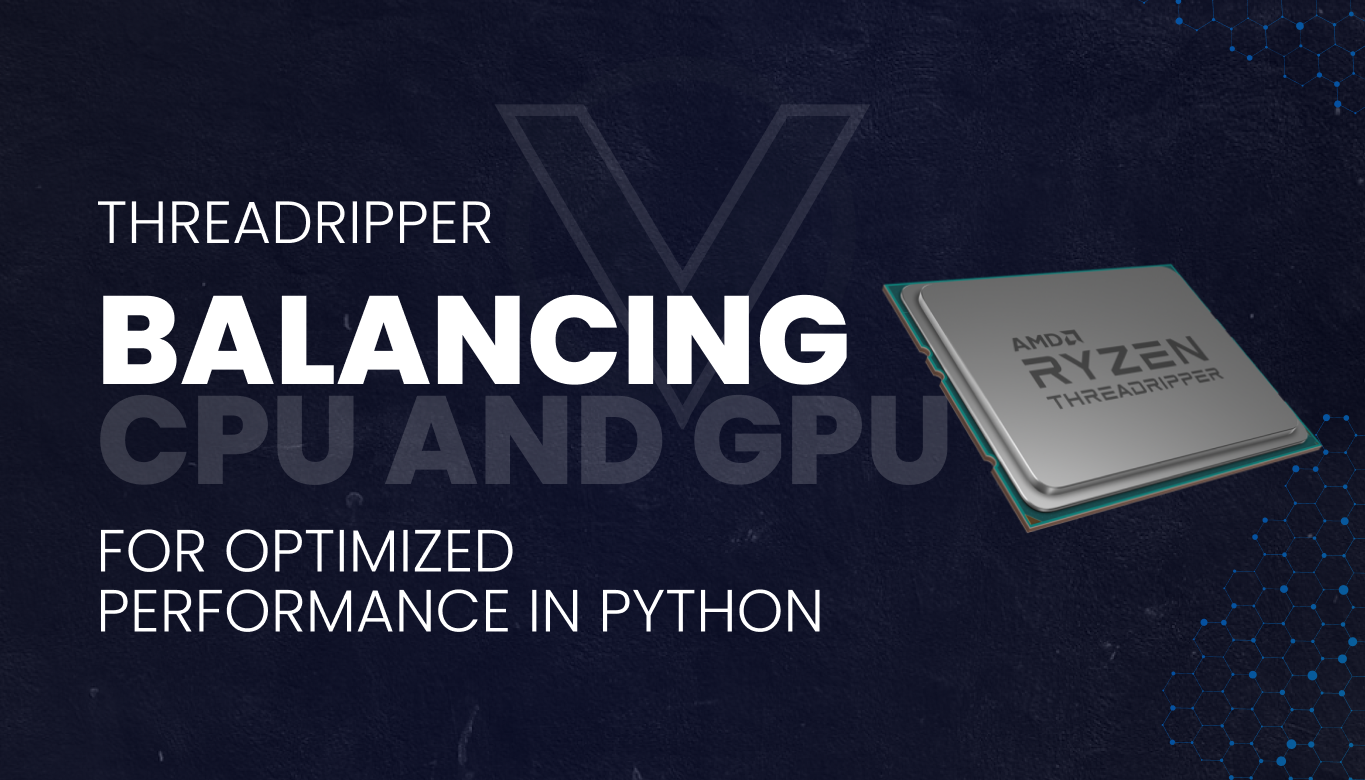 THREADRIPPER
BALANCING
CPU AND GPU
FOR OPTIMIZED
PERFORMANCE IN PYTHON
AMD
RYZEN
THREADRIPPER